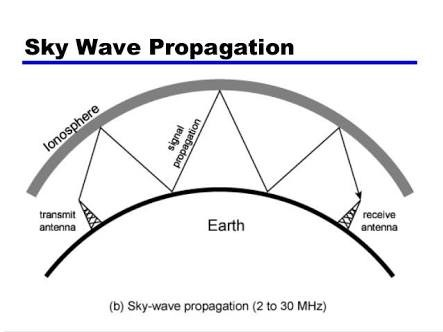 Sky Wave Propagation
Ionosphere
signal
propagation
transmit
antenna
Earth
receive
antenna
(b) Sky-wave propagation (2 to 30 MHz)